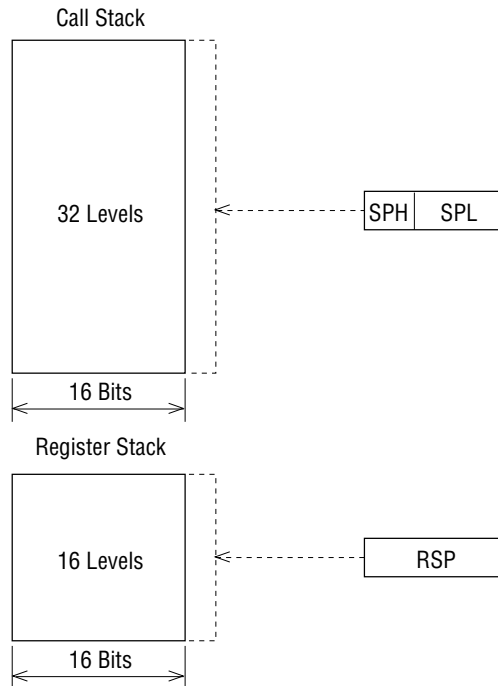 Call Stack
32 Levels
SPH SPL
16 Bits
Register Stack
16 Levels
RSP
16 Bits